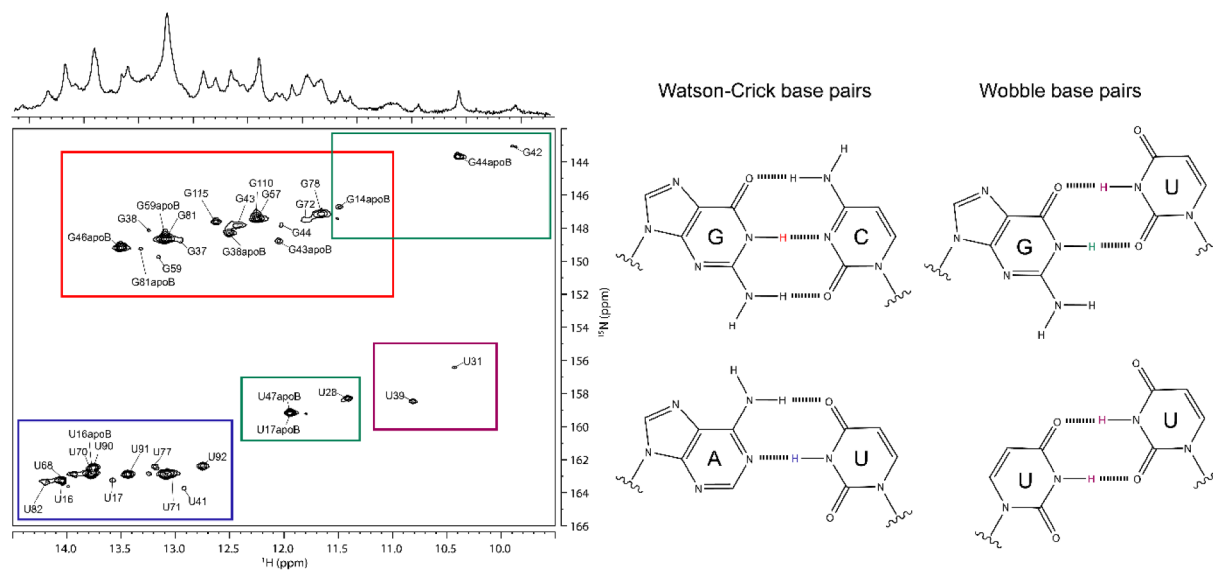 Watson-Crick base pairs
Wobble base pairs
G44apoB
G42
G115
G59apoB
G38
G81
G46apoB
G81apoB
G59
G37
G43
G110
G57
G38apoB
G72
G78
G44
G43apoB
G14apoB
144
146
148
150
152
154
156
158
160
162
164
166
¹⁵N (ppm)
U31
U39
U47apoB
U17apoB
U28
U16apoB
U70
U90
U68
U91
U77
U92
U82
U16
U17
U71
U41
14.0
13.5
13.0
12.5
12.0
11.5
11.0
10.5
10.0
¹H (ppm)
O
H
H
N
N
N
G
N
H
N
C
N
N
N
H
O
H
O
O
H
N
U
N
N
N
G
N
H
O
N
N
N
H
H
H
N
H
O
N
N
A
N
H
N
U
N
N
O
O
O
H
N
U
N
U
N
H
O
N
O